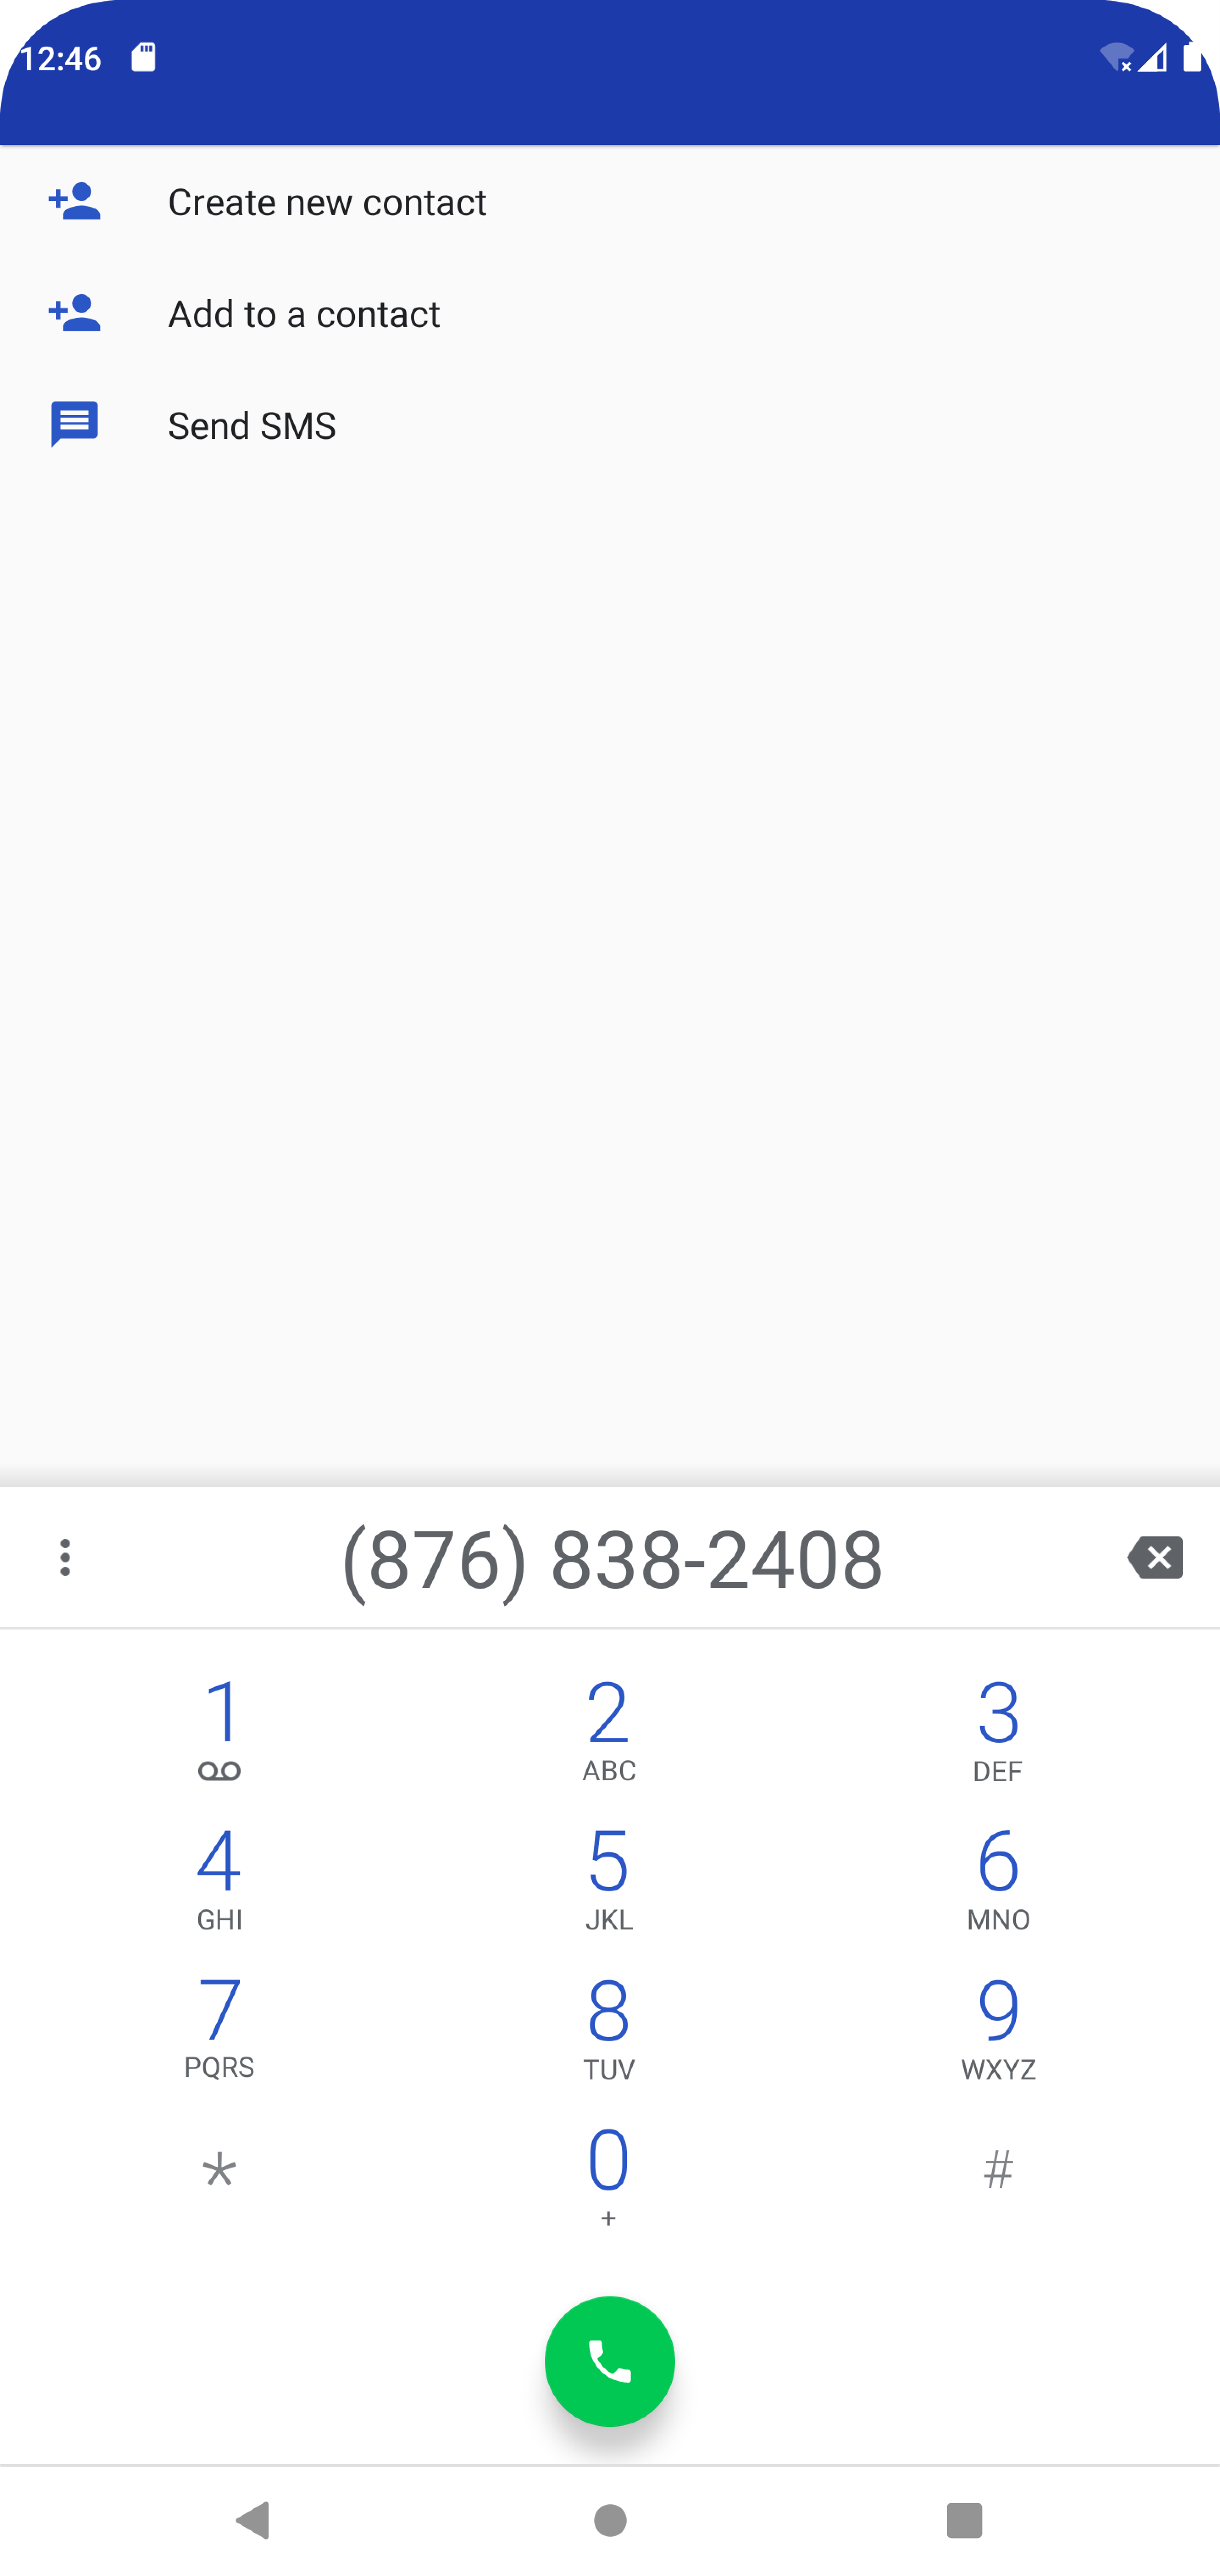 12:46
Create new contact
Add to a contact
Send SMS
(876) 838-2408
1 2 3
ABC DEF
4 5 6
GHI JKL MNO
7 8 9
PQRS TUV WXYZ
* 0 #
+